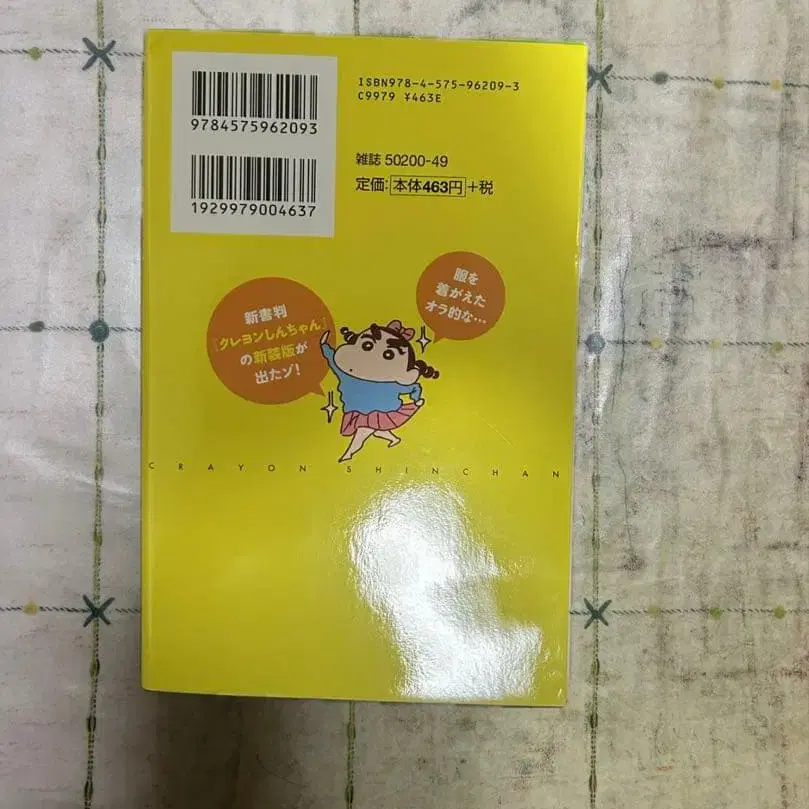 ISBN978-4-575-96209-3
C9979 ¥463E
9784575962093
雑誌 50200-49
定価：本体463円+税
1929979004637
服を
着がえた
オラ的な…
新書判
『クレヨンしんちゃん』
の新装版が
出たゾ！
CRAYON SHINCHAN